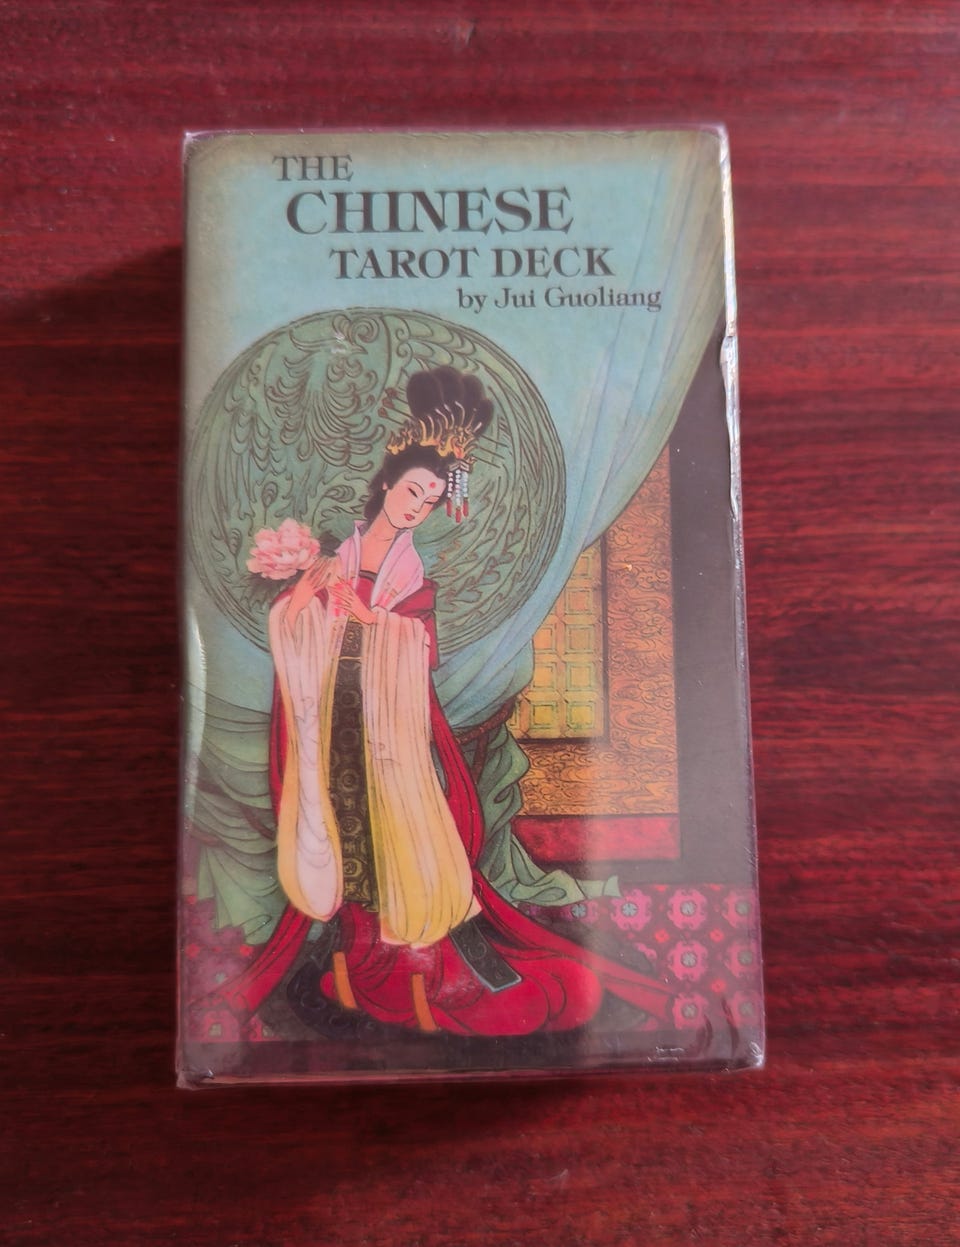 THE
CHINESE
TAROT DECK
by Jui Guoliang